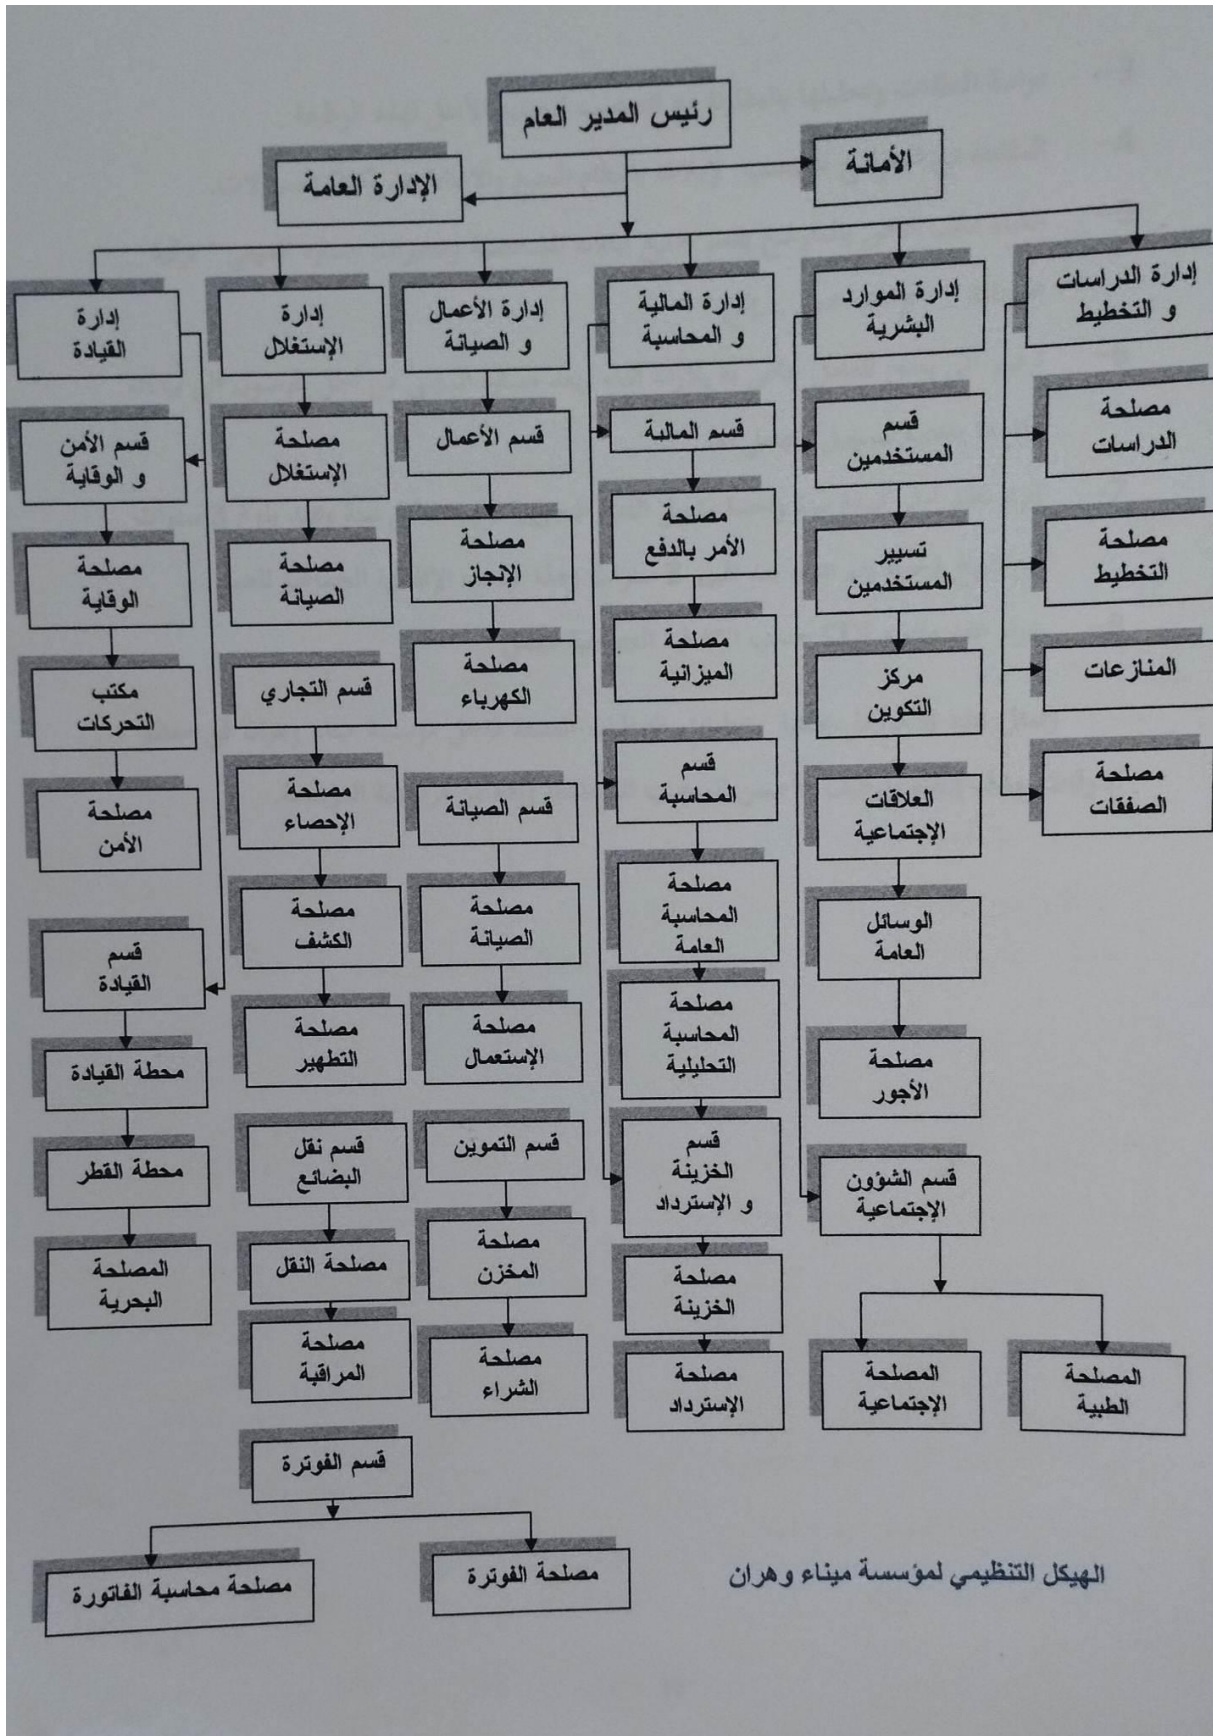 رئيس المدير العام
الأمانة
الإدارة العامة
إدارة الدراسات
و التخطيط
مصلحة
الدراسات
مصلحة
التخطيط
المنازعات
مصلحة
الصفقات
إدارة الموارد
البشرية
قسم
المستخدمين
تسيير
المستخدمين
مركز
التكوين
العلاقات
الإجتماعية
الوسائل
العامة
مصلحة
الأجور
قسم الشؤون
الإجتماعية
المصلحة
الطبية
المصلحة
الإجتماعية
إدارة المالية
و المحاسبة
قسم المالية
مصلحة
الأمر بالدفع
مصلحة
الميزانية
قسم
المحاسبة
مصلحة
المحاسبة
العامة
مصلحة
المحاسبة
التحليلية
قسم
الخزينة
و الإسترداد
مصلحة
الخزينة
مصلحة
الإسترداد
إدارة الأعمال
و الصيانة
قسم الأعمال
مصلحة
الإنجاز
مصلحة
الكهرباء
قسم الصيانة
مصلحة
الصيانة
مصلحة
الإستعمال
قسم التموين
مصلحة
المخزن
مصلحة
الشراء
إدارة
الإستغلال
مصلحة
الإستغلال
مصلحة
الصيانة
قسم التجاري
مصلحة
الإحصاء
مصلحة
الكشف
مصلحة
التطهير
قسم نقل
البضائع
مصلحة النقل
مصلحة
المراقبة
قسم الفوترة
مصلحة الفوترة
مصلحة محاسبة الفاتورة
إدارة
القيادة
قسم الأمن
و الوقاية
مصلحة
الوقاية
مكتب
التحركات
مصلحة
الأمن
قسم
القيادة
محطة القيادة
محطة القطر
المصلحة
البحرية
الهيكل التنظيمي لمؤسسة ميناء وهران